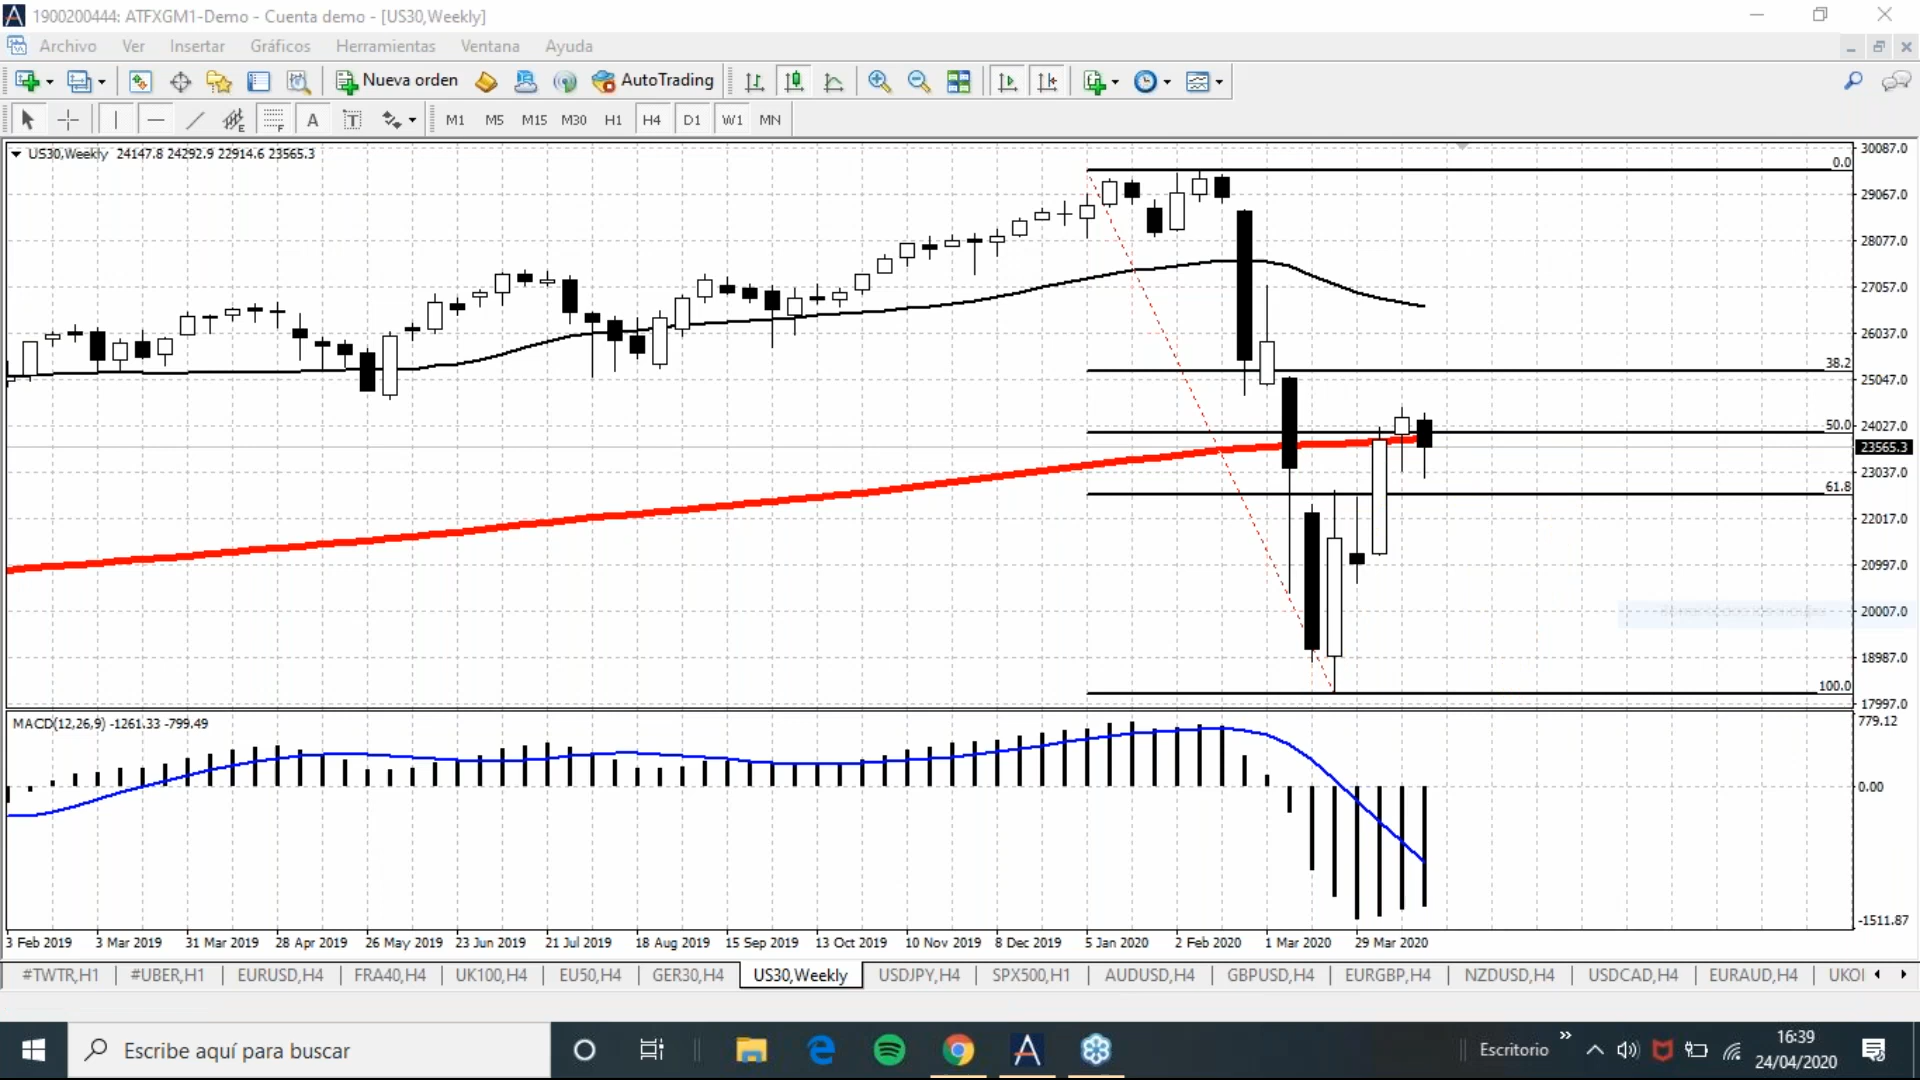 1900200444: ATFXGM1-Demo - Cuenta demo - [US30,Weekly]
Archivo Ver Insertar Gráficos Herramientas Ventana Ayuda
Nueva orden AutoTrading
E F A T M1 M5 M15 M30 H1 H4 D1 W1 MN
US30,Weekly 24147.8 24292.9 22914.6 23565.3
30087.0
0.0
29067.0
28077.0
27057.0
26037.0
38.2
25047.0
50.0
24027.0
23565.3
23037.0
61.8
22017.0
20997.0
20007.0
18987.0
100.0
17997.0
MACD(12,26,9) -1261.33 -799.49
779.12
0.00
-1511.87
3 Feb 2019 3 Mar 2019 31 Mar 2019 28 Apr 2019 26 May 2019 23 Jun 2019 21 Jul 2019 18 Aug 2019 15 Sep 2019 13 Oct 2019 10 Nov 2019 8 Dec 2019 5 Jan 2020 2 Feb 2020 1 Mar 2020 29 Mar 2020
#TWTR,H1 #UBER,H1 EURUSD,H4 FRA40,H4 UK100,H4 EU50,H4 GER30,H4 US30,Weekly USDJPY,H4 SPX500,H1 AUDUSD,H4 GBPUSD,H4 EURGBP,H4 NZDUSD,H4 USDCAD,H4 EURAUD,H4 UKOI
Escribe aquí para buscar
Escritorio
16:39
24/04/2020